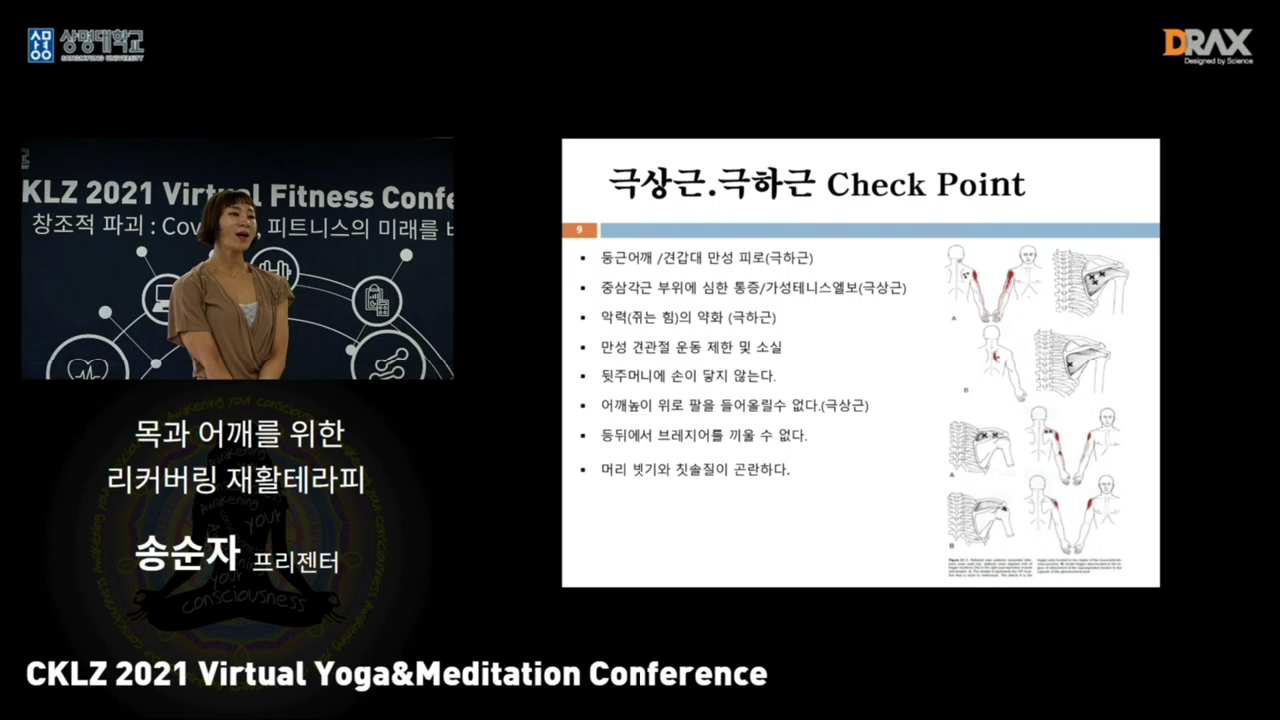 상명대학교
SANGMYUNG UNIVERSITY
DRAX
Designed by Science
KLZ 2021 Virtual Fitness Confe
창조적 파괴 : Cov , 피트니스의 미래를
극상근.극하근 Check Point
9
▪ 둥근어깨 /견갑대 만성 피로(극하근)
▪ 중삼각근 부위에 심한 통증/가성테니스엘보(극상근)
▪ 악력(쥐는 힘)의 약화 (극하근)
▪ 만성 견관절 운동 제한 및 소실
▪ 뒷주머니에 손이 닿지 않는다.
▪ 어깨높이 위로 팔을 들어올릴수 없다.(극상근)
▪ 등뒤에서 브레지어를 끼울 수 없다.
▪ 머리 빗기와 칫솔질이 곤란하다.
A
B
A
B
목과 어깨를 위한
리커버링 재활테라피
송순자 프리젠터
Awakening your consciousness
consciousness
CKLZ 2021 Virtual Yoga&Meditation Conference